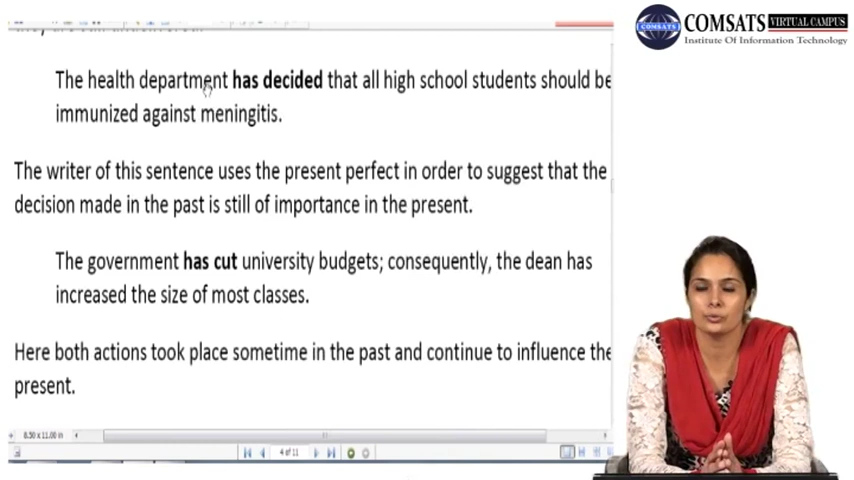 COMSATS VIRTUAL CAMPUS
Institute Of Information Technology
The health department has decided that all high school students should be
immunized against meningitis.
The writer of this sentence uses the present perfect in order to suggest that the
decision made in the past is still of importance in the present.
The government has cut university budgets; consequently, the dean has
increased the size of most classes.
Here both actions took place sometime in the past and continue to influence the
present.
8.50 x 11.00 in
4 of 11